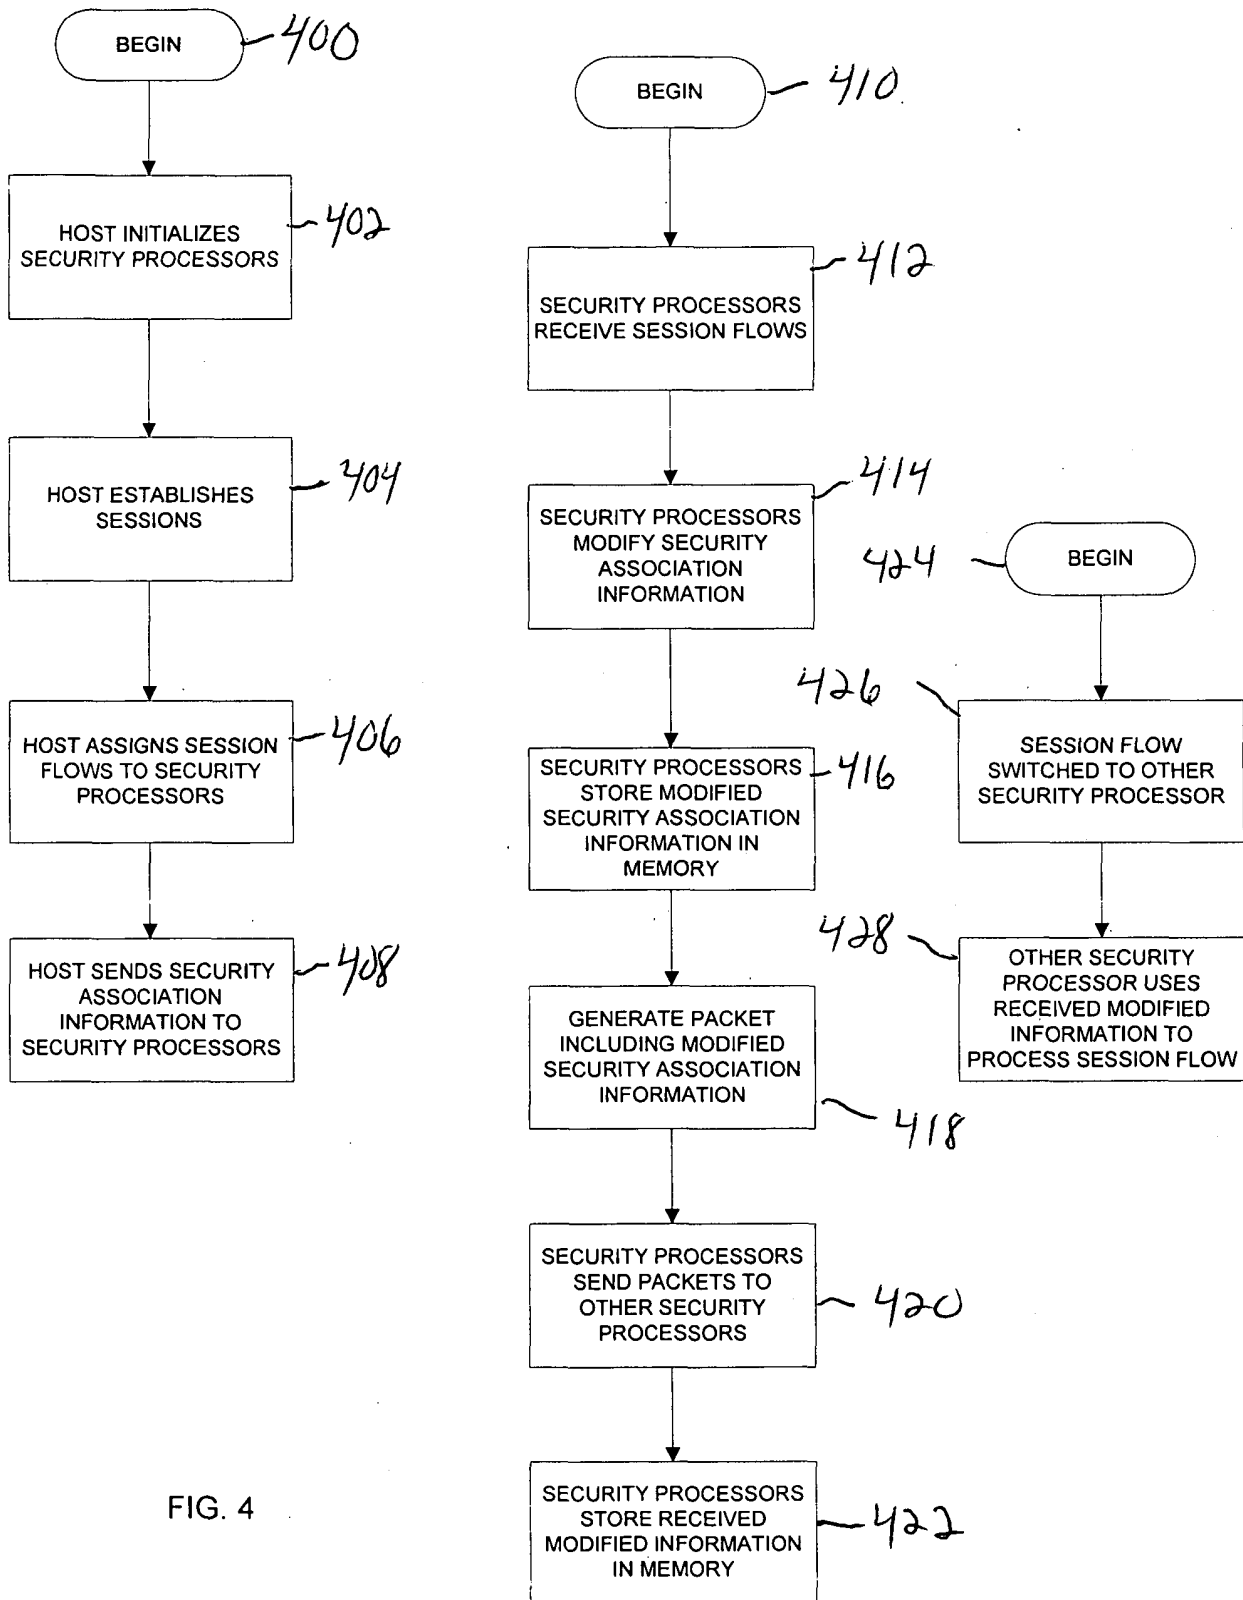 BEGIN
400
HOST INITIALIZES
SECURITY PROCESSORS
402
HOST ESTABLISHES
SESSIONS
404
HOST ASSIGNS SESSION
FLOWS TO SECURITY
PROCESSORS
406
HOST SENDS SECURITY
ASSOCIATION
INFORMATION TO
SECURITY PROCESSORS
408
BEGIN
410
SECURITY PROCESSORS
RECEIVE SESSION FLOWS
412
SECURITY PROCESSORS
MODIFY SECURITY
ASSOCIATION
INFORMATION
414
SECURITY PROCESSORS
STORE MODIFIED
SECURITY ASSOCIATION
INFORMATION IN
MEMORY
416
GENERATE PACKET
INCLUDING MODIFIED
SECURITY ASSOCIATION
INFORMATION
418
SECURITY PROCESSORS
SEND PACKETS TO
OTHER SECURITY
PROCESSORS
420
SECURITY PROCESSORS
STORE RECEIVED
MODIFIED INFORMATION
IN MEMORY
422
424
BEGIN
426
SESSION FLOW
SWITCHED TO OTHER
SECURITY PROCESSOR
428
OTHER SECURITY
PROCESSOR USES
RECEIVED MODIFIED
INFORMATION TO
PROCESS SESSION FLOW
FIG. 4